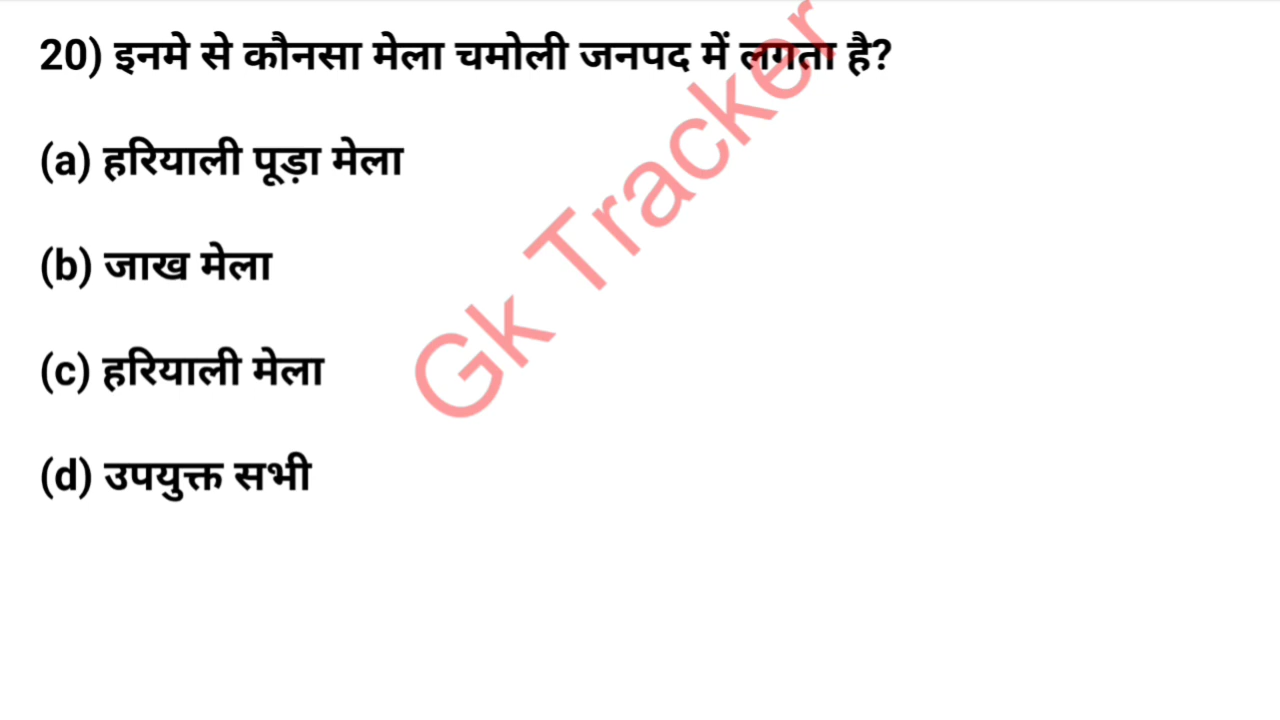 20) इनमे से कौनसा मेला चमोली जनपद में लगता है?
(a) हरियाली पूड़ा मेला
(b) जाख मेला
(c) हरियाली मेला
(d) उपयुक्त सभी
Gk Tracker